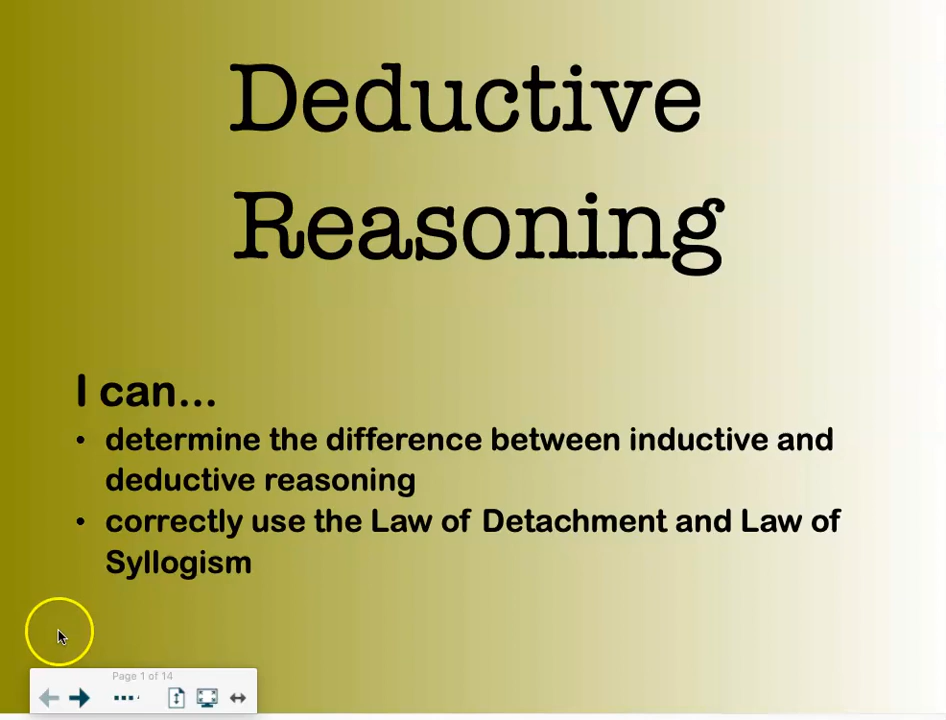 Deductive
Reasoning
I can...
• determine the difference between inductive and
deductive reasoning
• correctly use the Law of Detachment and Law of
Syllogism
Page 1 of 14